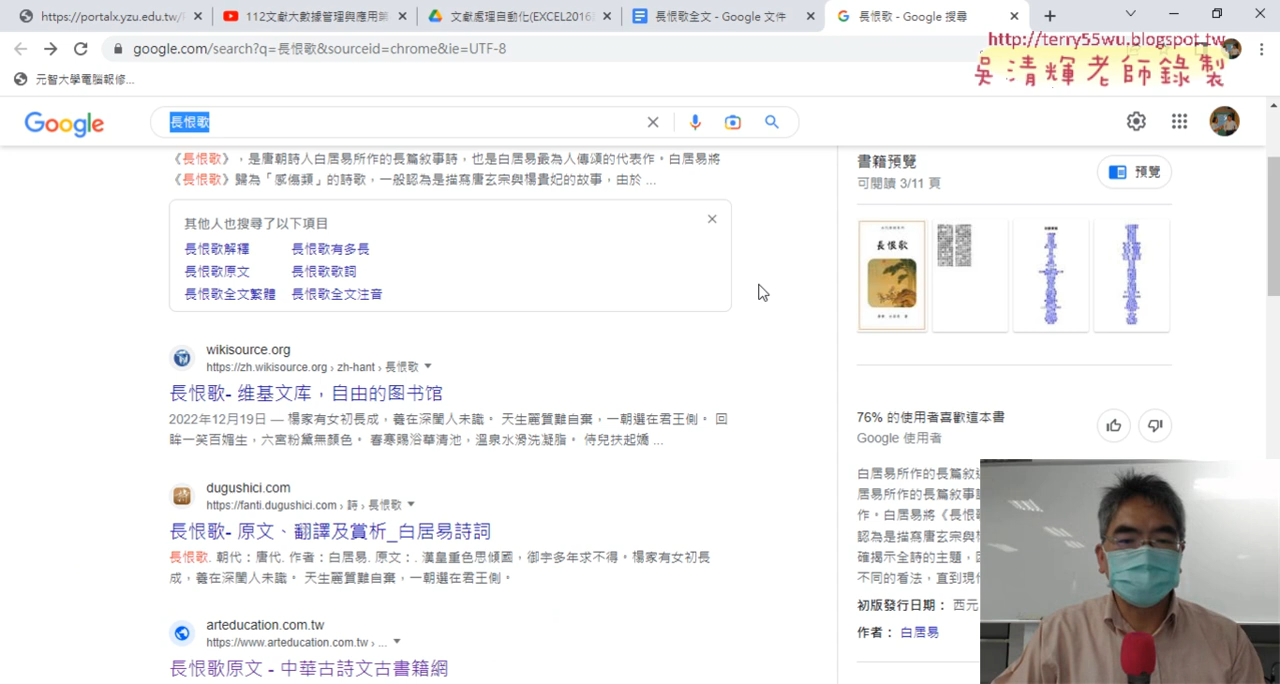 https://portalx.yzu.edu.tw/
112文獻大數據管理與應用
文獻處理自動化(EXCEL2016
長恨歌全文 - Google 文件
長恨歌 - Google 搜尋
google.com/search?q=長恨歌&sourceid=chrome&ie=UTF-8
http://terry55wu.blogspot.tw
吳清輝老師錄製
元智大學電腦報修...
Google
長恨歌
《長恨歌》，是唐朝詩人白居易所作的長篇敘事詩，也是白居易最為人傳頌的代表作。白居易將
《長恨歌》歸為「感傷類」的詩歌，一般認為是描寫唐玄宗與楊貴妃的故事，由於 ...
其他人也搜尋了以下項目
長恨歌解釋 長恨歌有多長
長恨歌原文 長恨歌歌詞
長恨歌全文繁體 長恨歌全文注音
wikisource.org
https://zh.wikisource.org › zh-hant › 長恨歌
長恨歌- 维基文库，自由的图书馆
2022年12月19日 — 楊家有女初長成，養在深閨人未識。 天生麗質難自棄，一朝選在君王側。 回
眸一笑百媚生，六宮粉黛無顏色。 春寒賜浴華清池，溫泉水滑洗凝脂。 侍兒扶起嬌 ...
dugushici.com
https://fanti.dugushici.com › 詩 › 長恨歌
長恨歌- 原文、翻譯及賞析_白居易詩詞
長恨歌. 朝代：唐代. 作者：白居易. 原文：. 漢皇重色思傾國，御宇多年求不得。楊家有女初長
成，養在深閨人未識。 天生麗質難自棄，一朝選在君王側。
arteducation.com.tw
https://www.arteducation.com.tw › ...
長恨歌原文 - 中華古詩文古書籍網
書籍預覽
可閱讀 3/11 頁
預覽
長恨歌
76% 的使用者喜歡這本書
Google 使用者
白居易所作的長篇敘
居易所作的長篇敘事
作。白居易將《長恨
認為是描寫唐玄宗與
確揭示全詩的主題，
不同的看法，直到現
初版發行日期： 西元
作者： 白居易